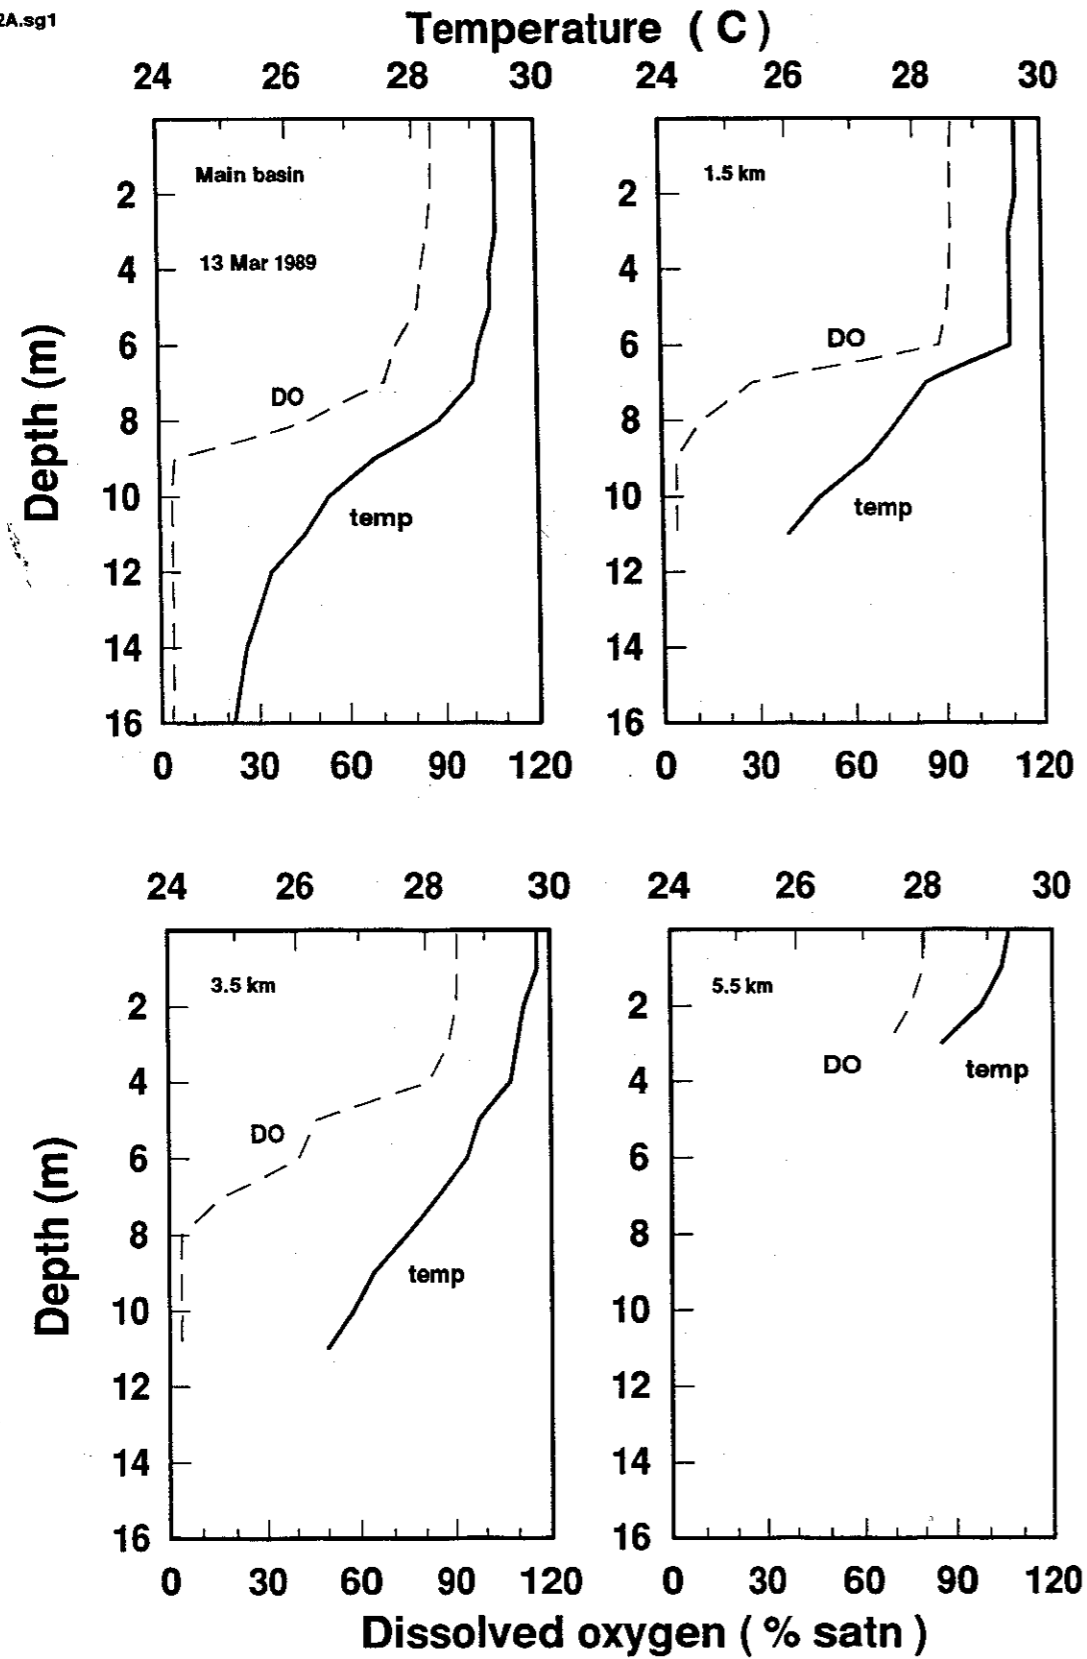 2A.sg1
Temperature ( C )
24 26 28 30
24 26 28 30
Main basin
13 Mar 1989
DO
temp
2
4
6
8
10
12
14
16
0 30 60 90 120
Depth (m)
1.5 km
DO
temp
2
4
6
8
10
12
14
16
0 30 60 90 120
24 26 28 30
24 26 28 30
3.5 km
DO
temp
2
4
6
8
10
12
14
16
0 30 60 90 120
Depth (m)
5.5 km
DO
temp
2
4
6
8
10
12
14
16
0 30 60 90 120
Dissolved oxygen ( % satn )